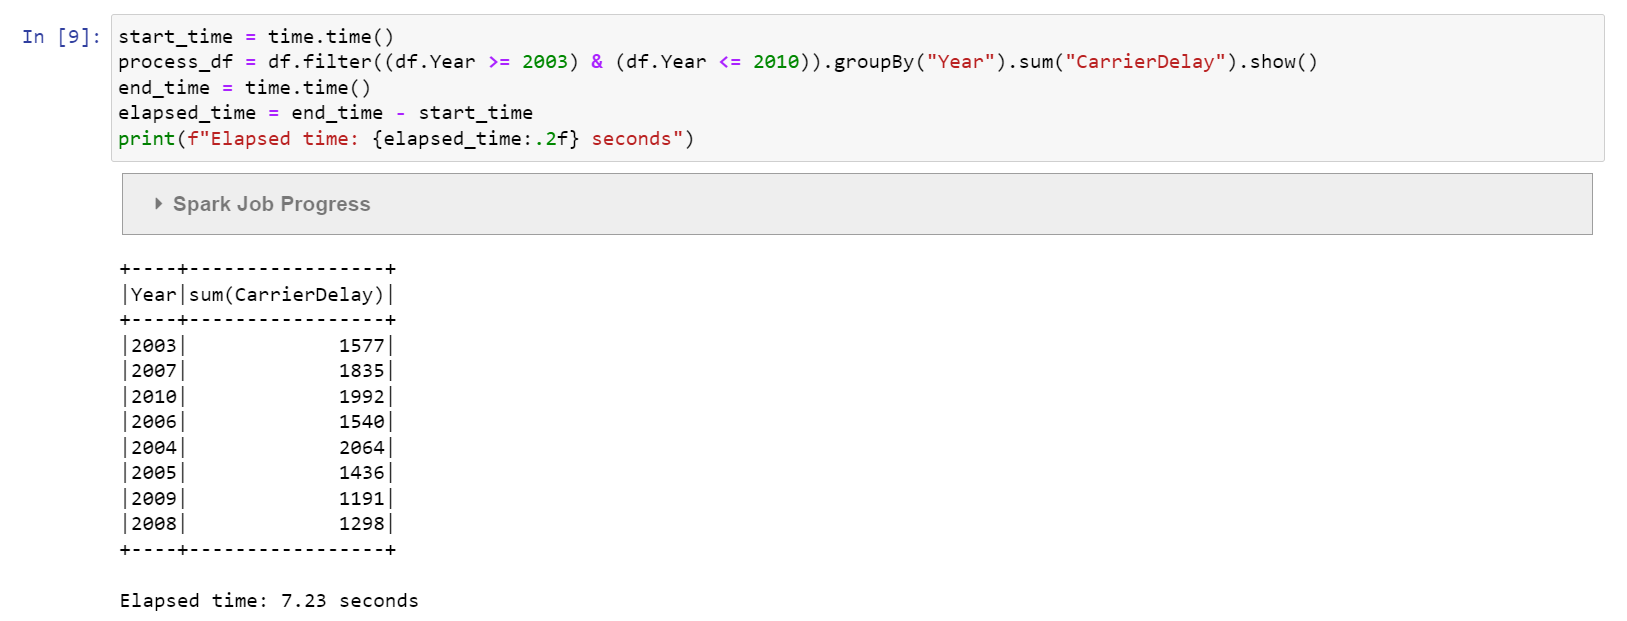 In [9]: start_time = time.time()
process_df = df.filter((df.Year >= 2003) & (df.Year <= 2010)).groupBy("Year").sum("CarrierDelay").show()
end_time = time.time()
elapsed_time = end_time - start_time
print(f"Elapsed time: {elapsed_time:.2f} seconds")
Spark Job Progress
+----+-----------------+
|Year|sum(CarrierDelay)|
+----+-----------------+
|2003|             1577|
|2007|             1835|
|2010|             1992|
|2006|             1540|
|2004|             2064|
|2005|             1436|
|2009|             1191|
|2008|             1298|
+----+-----------------+
Elapsed time: 7.23 seconds